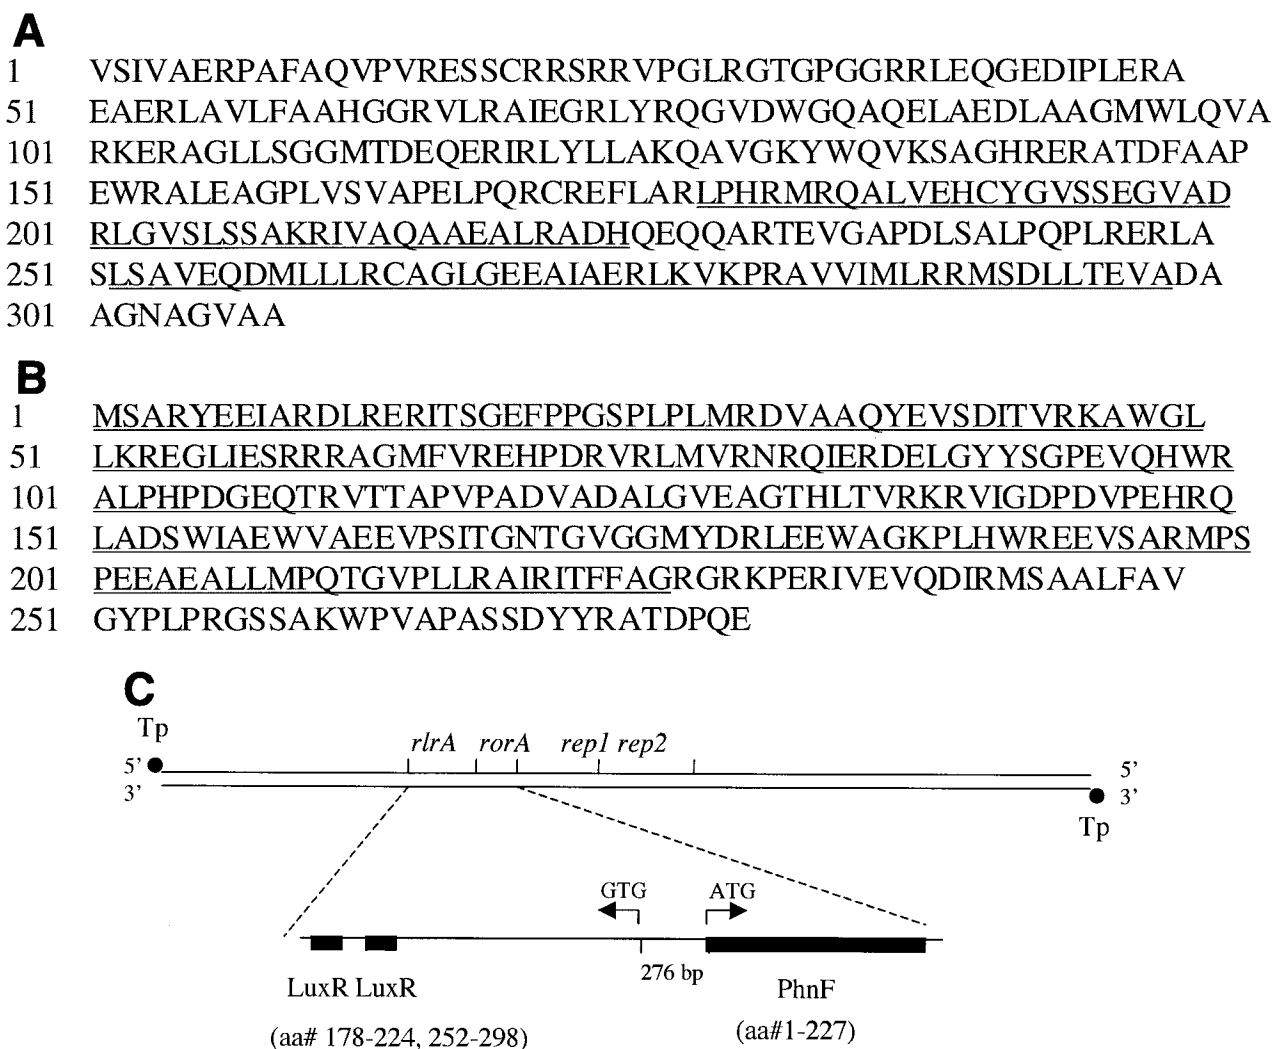 A
1 VSIVAERPAFAQVPVRESSCRRSRRVPGLRGTGPGGRRLEQGEDIPLERA
51 EAERLAVLFAAHGGRVLRAIEGRLYRQGVDWGQAQELAEDLAAGMWLQVA
101 RKERAGLLSGGMTDEQERIRLYLLAKQAVGKYWQVKSAGHRERATDFAAP
151 EWRALEAGPLVSVAPELPQRCREFLARLPHRMRQALVEHCYGVSSEGVAD
201 RLGVSLSSAKRIVAQAAEALRADHQEQQARTEVGAPDLSALPQPLRERLA
251 SLSAVEQDMLLLRCAGLGEEAIAERLKVKPRAVVIMLRRMSDLLTEVADA
301 AGNAGVAA
B
1 MSARYEEIARDLRERITSGEFPPGSPLPLMRDVAAQYEVSDITVRKAWGL
51 LKREGLIESRRRAGMFVREHPDRVRLMVRNRQIERDELGYYSGPEVQHWR
101 ALPHPDGEQTRVTTAPVPADVADALGVEAGTHLTVRKRVIGDPDVPEHRQ
151 LADSWIAEWVAEEVPSITGNTGVGGMYDRLEEWAGKPLHWREEVSARMPS
201 PEEAEALLMPQTGVPLLRAIRITFFAGRGRKPERIVEVQDIRMSAALFAV
251 GYPLPRGSSAKWPVAPASSDYYRATDPQE
C
Tp
rlrA rorA rep1 rep2
5’ 5’
3’ 3’
Tp
GTG ATG
276 bp
LuxR LuxR PhnF
(aa# 178-224, 252-298) (aa#1-227)